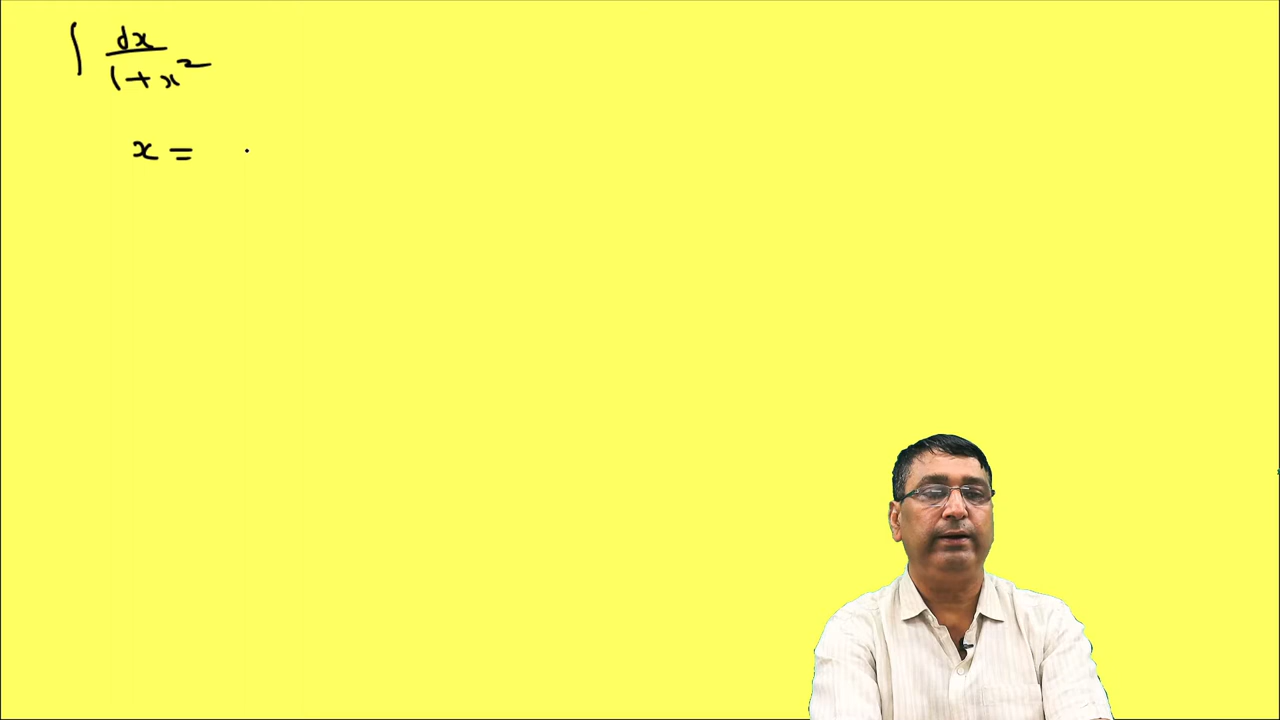 ∫ dx / (1+x²)
x =